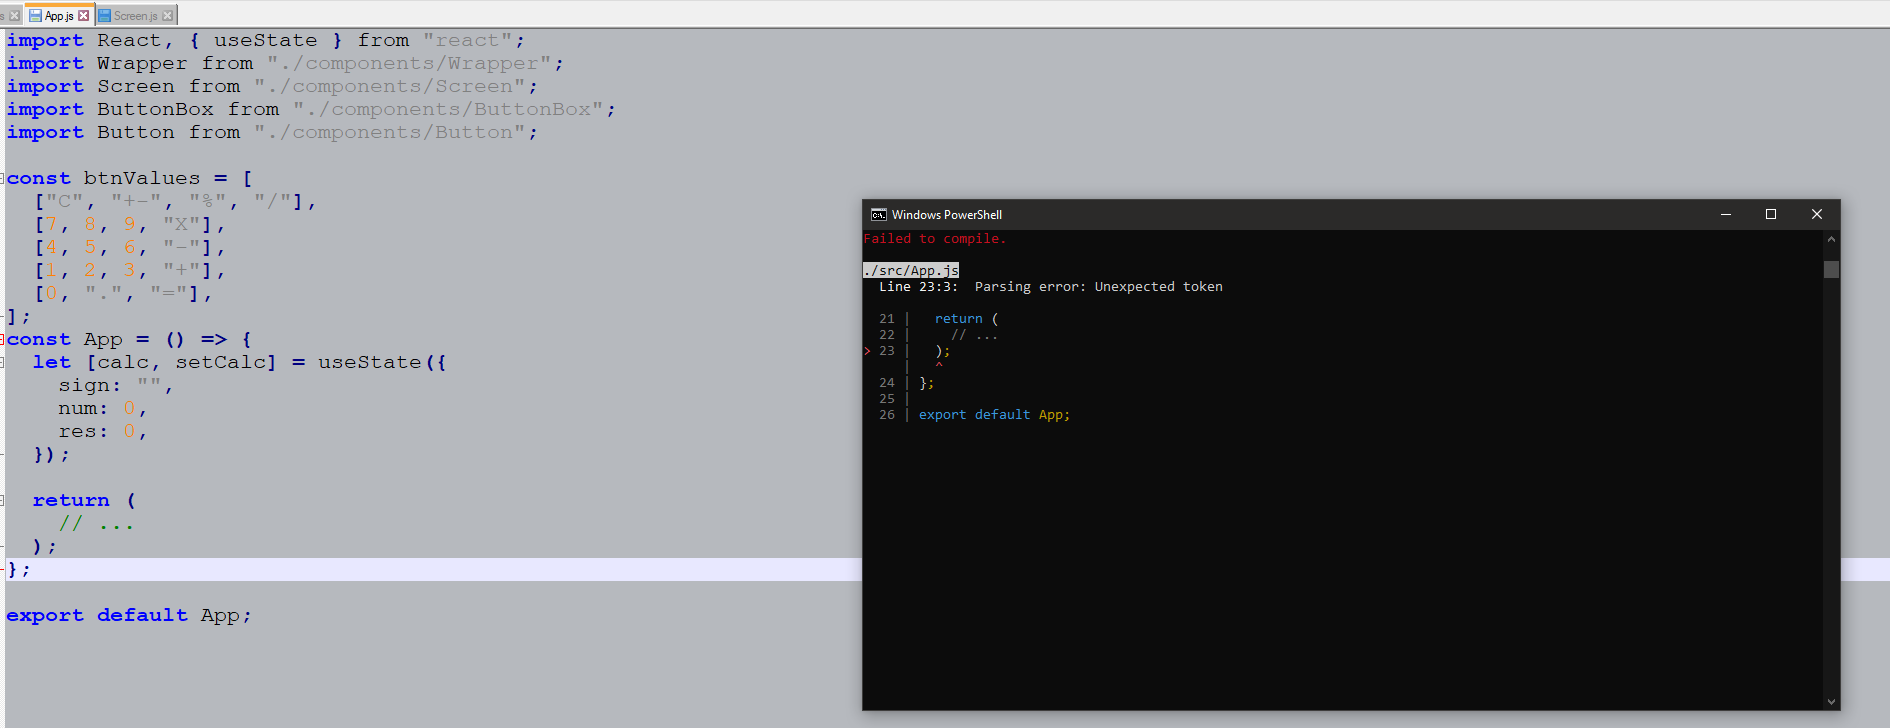 s App.js Screen.js
import React, { useState } from "react";
import Wrapper from "./components/Wrapper";
import Screen from "./components/Screen";
import ButtonBox from "./components/ButtonBox";
import Button from "./components/Button";
const btnValues = [
["C", "+-", "%", "/"],
[7, 8, 9, "X"],
[4, 5, 6, "-"],
[1, 2, 3, "+"],
[0, ".", "="],
];
const App = () => {
let [calc, setCalc] = useState({
sign: "",
num: 0,
res: 0,
});
return (
// ...
);
};
export default App;
Windows PowerShell
Failed to compile.
./src/App.js
Line 23:3: Parsing error: Unexpected token
21 | return (
22 | // ...
> 23 | );
| ^
24 | };
25 |
26 | export default App;